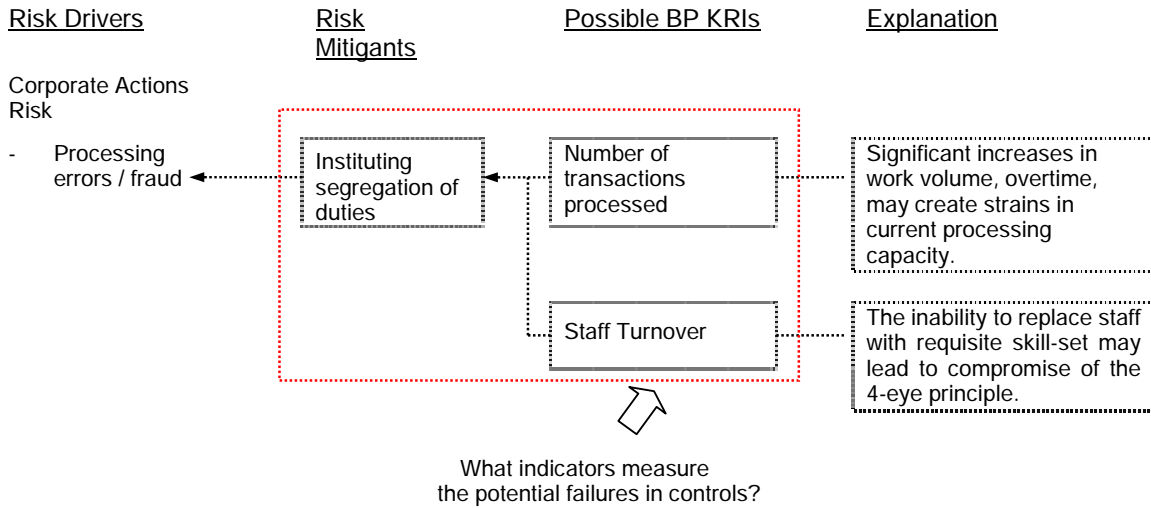 Risk Drivers
Risk
Mitigants
Possible BP KRIs
Explanation
Corporate Actions
Risk
- Processing
errors / fraud
Instituting
segregation of
duties
Number of
transactions
processed
Significant increases in
work volume, overtime,
may create strains in
current processing
capacity.
Staff Turnover
The inability to replace staff
with requisite skill-set may
lead to compromise of the
4-eye principle.
What indicators measure
the potential failures in controls?